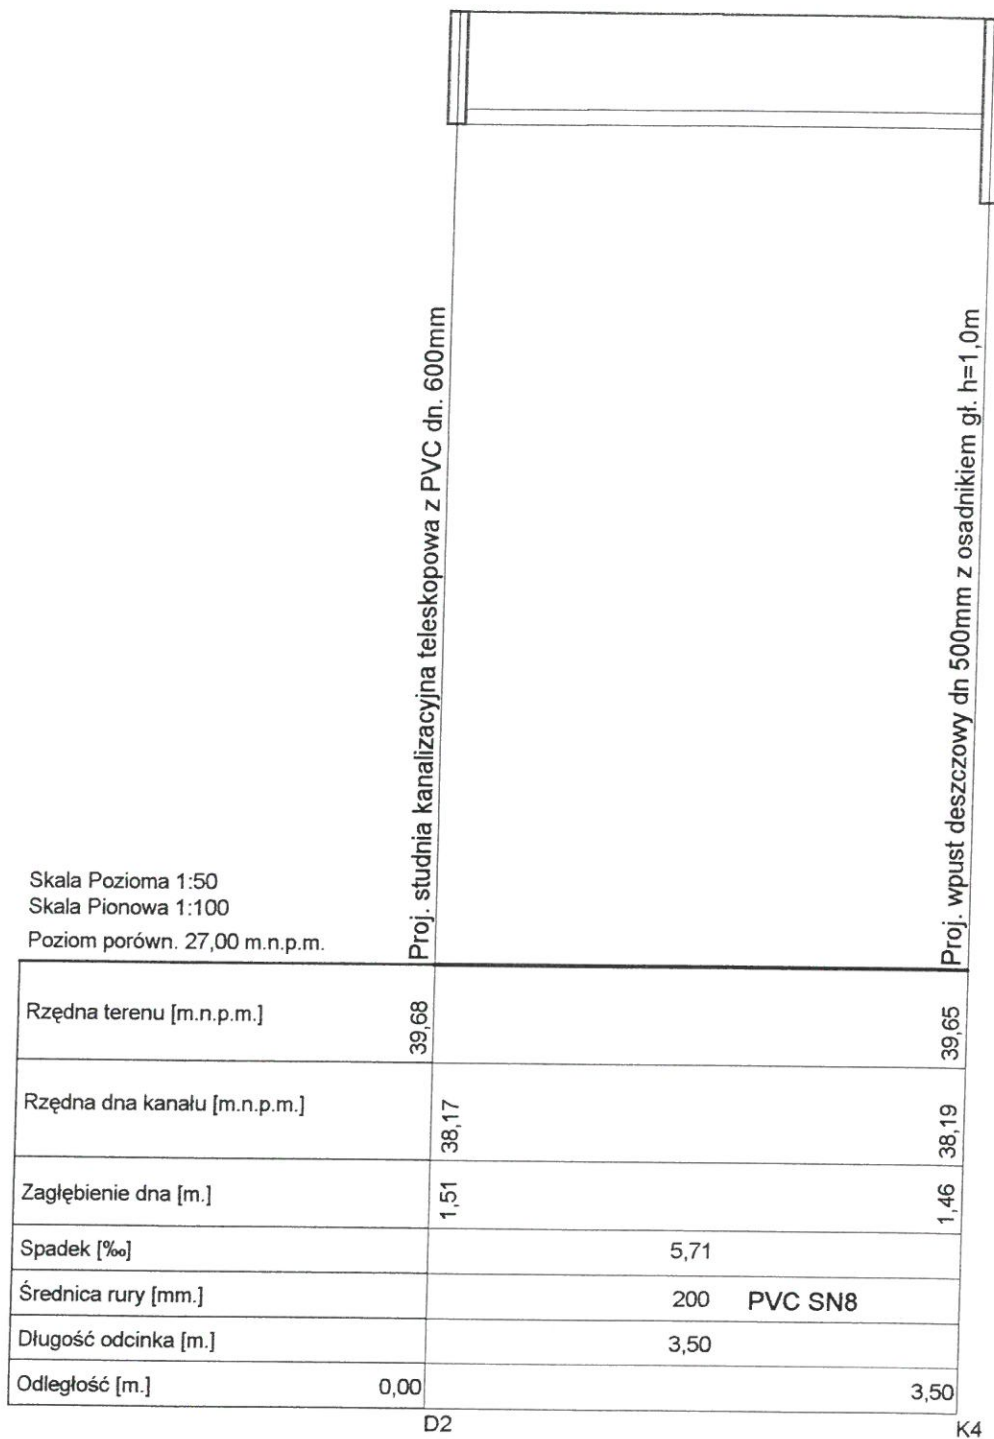 Proj. studnia kanalizacyjna teleskopowa z PVC dn. 600mm
Proj. wpust deszczowy dn 500mm z osadnikiem gł. h=1,0m
Skala Pozioma 1:50
Skala Pionowa 1:100
Poziom porówn. 27,00 m.n.p.m.
Rzędna terenu [m.n.p.m.] 39,68 39,65
Rzędna dna kanału [m.n.p.m.] 38,17 38,19
Zagłębienie dna [m.] 1,51 1,46
Spadek [‰] 5,71
Średnica rury [mm.] 200 PVC SN8
Długość odcinka [m.] 3,50
Odległość [m.] 0,00 3,50
D2 K4